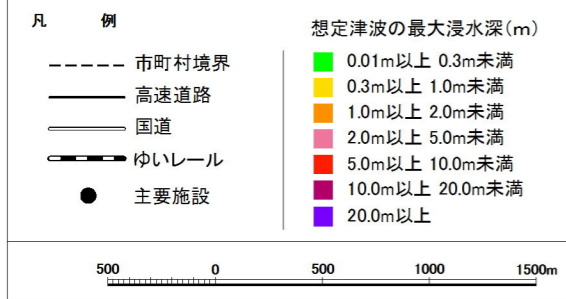 凡 例
市町村境界
高速道路
国道
ゆいレール
主要施設
想定津波の最大浸水深(m)
0.01m以上 0.3m未満
0.3m以上 1.0m未満
1.0m以上 2.0m未満
2.0m以上 5.0m未満
5.0m以上 10.0m未満
10.0m以上 20.0m未満
20.0m以上
500 0 500 1000 1500m